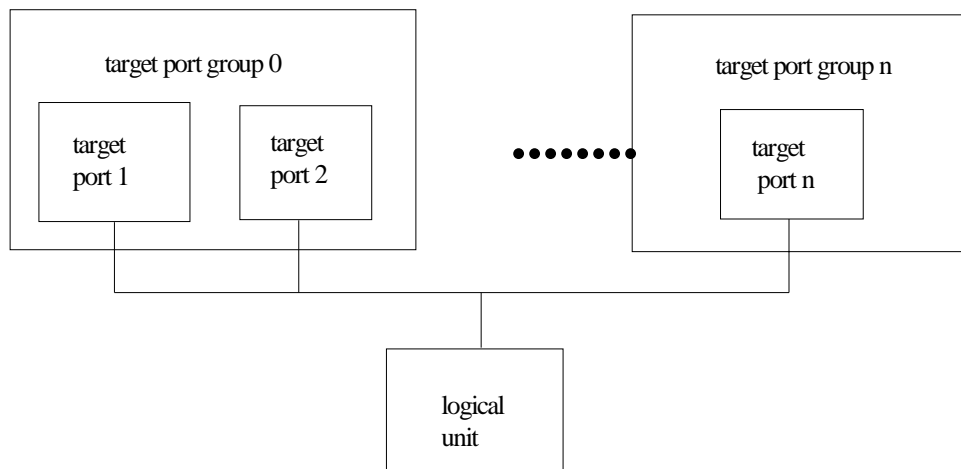 target port group 0
target port group n
target
port 1
target
port 2
target
port n
logical
unit